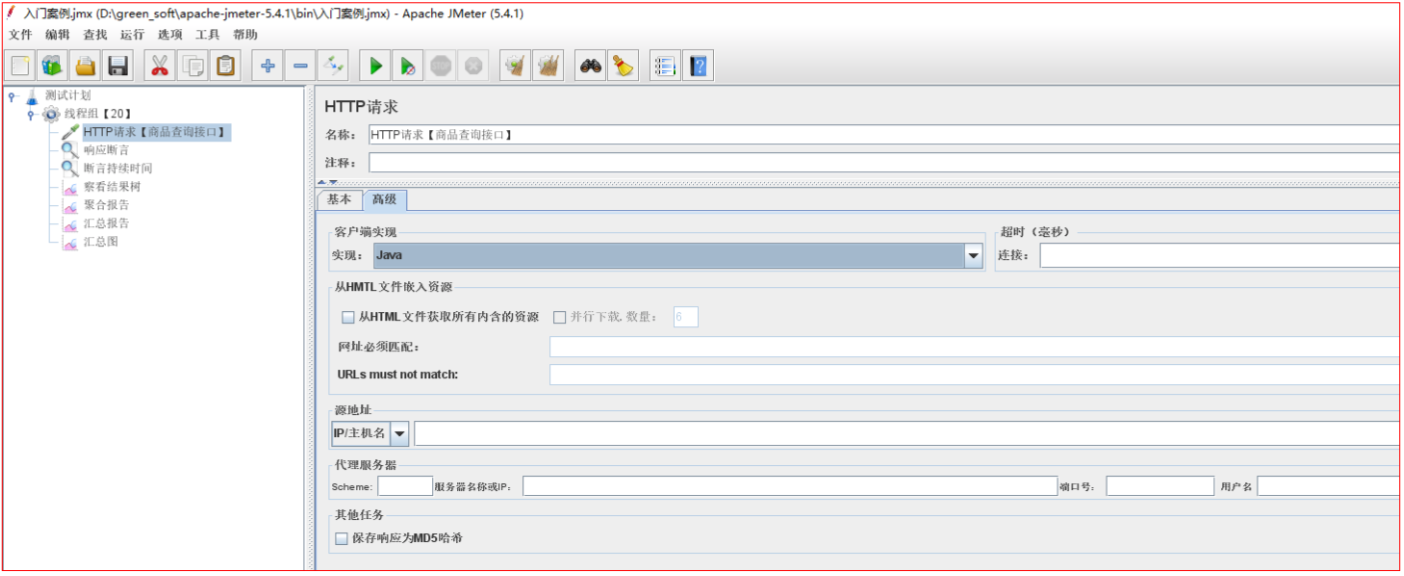 入门案例.jmx (D:\green_soft\apache-jmeter-5.4.1\bin\入门案例.jmx) - Apache JMeter (5.4.1)
文件 编辑 查找 运行 选项 工具 帮助
测试计划
线程组【20】
HTTP请求【商品查询接口】
响应断言
断言持续时间
察看结果树
聚合报告
汇总报告
汇总图
HTTP请求
名称： HTTP请求【商品查询接口】
注释：
基本 高级
客户端实现 超时（毫秒）
实现： Java 连接：
从HMTL文件嵌入资源
从HTML文件获取所有内含的资源 并行下载. 数量： 6
网址必须匹配：
URLs must not match:
源地址
IP/主机名
代理服务器
Scheme: 服务器名称或IP： 端口号： 用户名
其他任务
保存响应为MD5哈希